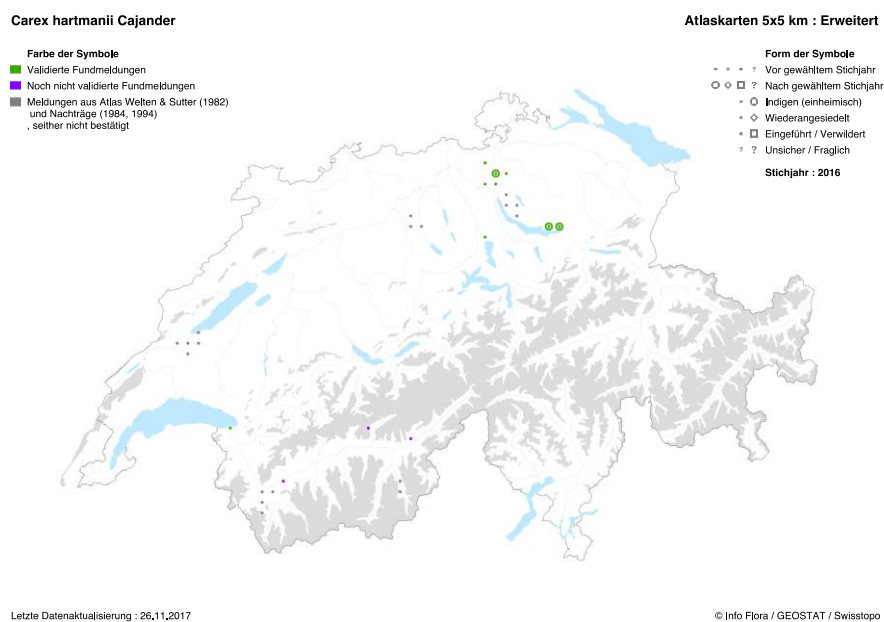 Carex hartmanii Cajander
Atlaskarten 5x5 km : Erweitert
Farbe der Symbole
Validierte Fundmeldungen
Noch nicht validierte Fundmeldungen
Meldungen aus Atlas Welten & Sutter (1982)
und Nachträge (1984, 1994)
, seither nicht bestätigt
Form der Symbole
? Vor gewähltem Stichjahr
? Nach gewähltem Stichjahr
Indigen (einheimisch)
Wiederangesiedelt
Eingeführt / Verwildert
? ? Unsicher / Fraglich
Stichjahr : 2016
Letzte Datenaktualisierung : 26.11.2017
© Info Flora / GEOSTAT / Swisstopo